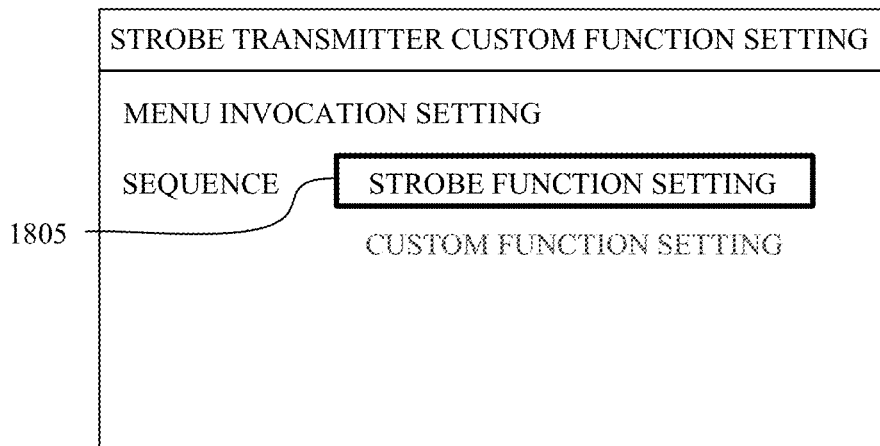 STROBE TRANSMITTER CUSTOM FUNCTION SETTING
MENU INVOCATION SETTING
SEQUENCE STROBE FUNCTION SETTING
1805
CUSTOM FUNCTION SETTING